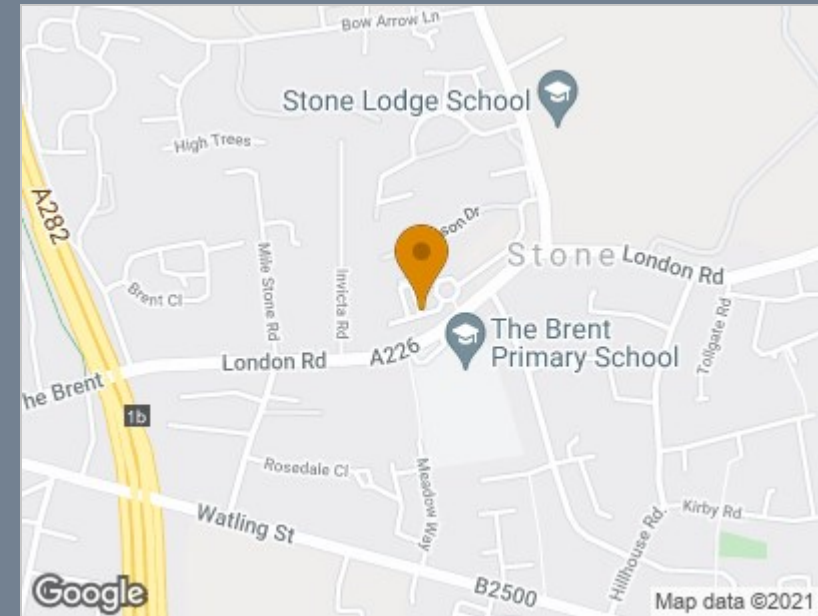 Bow Arrow Ln
Stone Lodge School
High Trees
A282
son Dr
Stone
London Rd
Mile Stone Rd
Invicta Rd
Brent Cl
Tollgate Rd
The Brent
Primary School
London Rd
A226
he Brent
1b
Rosedale Cl
Meadow Way
Kirby Rd
Hillhouse Rd.
Watling St
B2500
Google
Map data ©2021